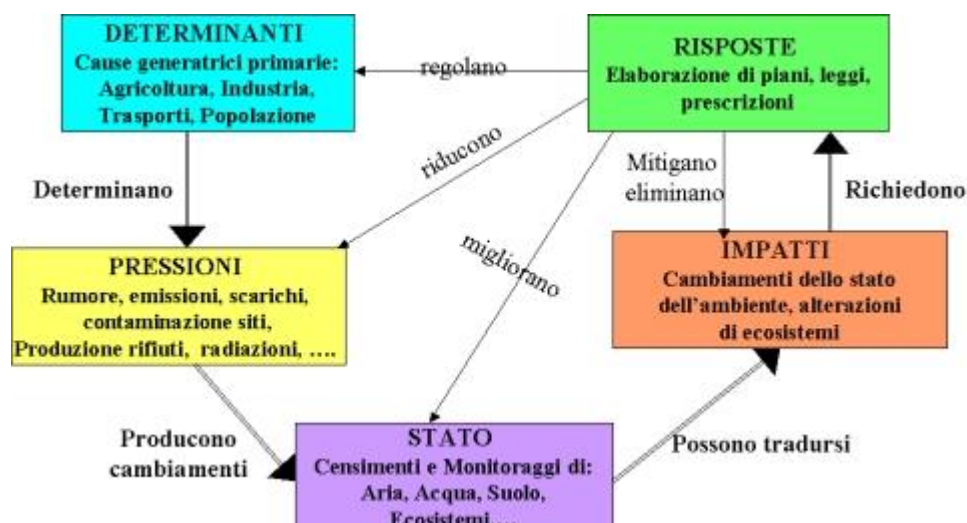 DETERMINANTI
Cause generatrici primarie:
Agricoltura, Industria,
Trasporti, Popolazione
regolano
RISPOSTE
Elaborazione di piani, leggi,
prescrizioni
Determinano
riducono
Mitigano
eliminano
Richiedono
PRESSIONI
Rumore, emissioni, scarichi,
contaminazione siti,
Produzione rifiuti, radiazioni, ….
migliorano
IMPATTI
Cambiamenti dello stato
dell'ambiente, alterazioni
di ecosistemi
Producono
cambiamenti
STATO
Censimenti e Monitoraggi di:
Aria, Acqua, Suolo,
Ecosistemi….
Possono tradursi